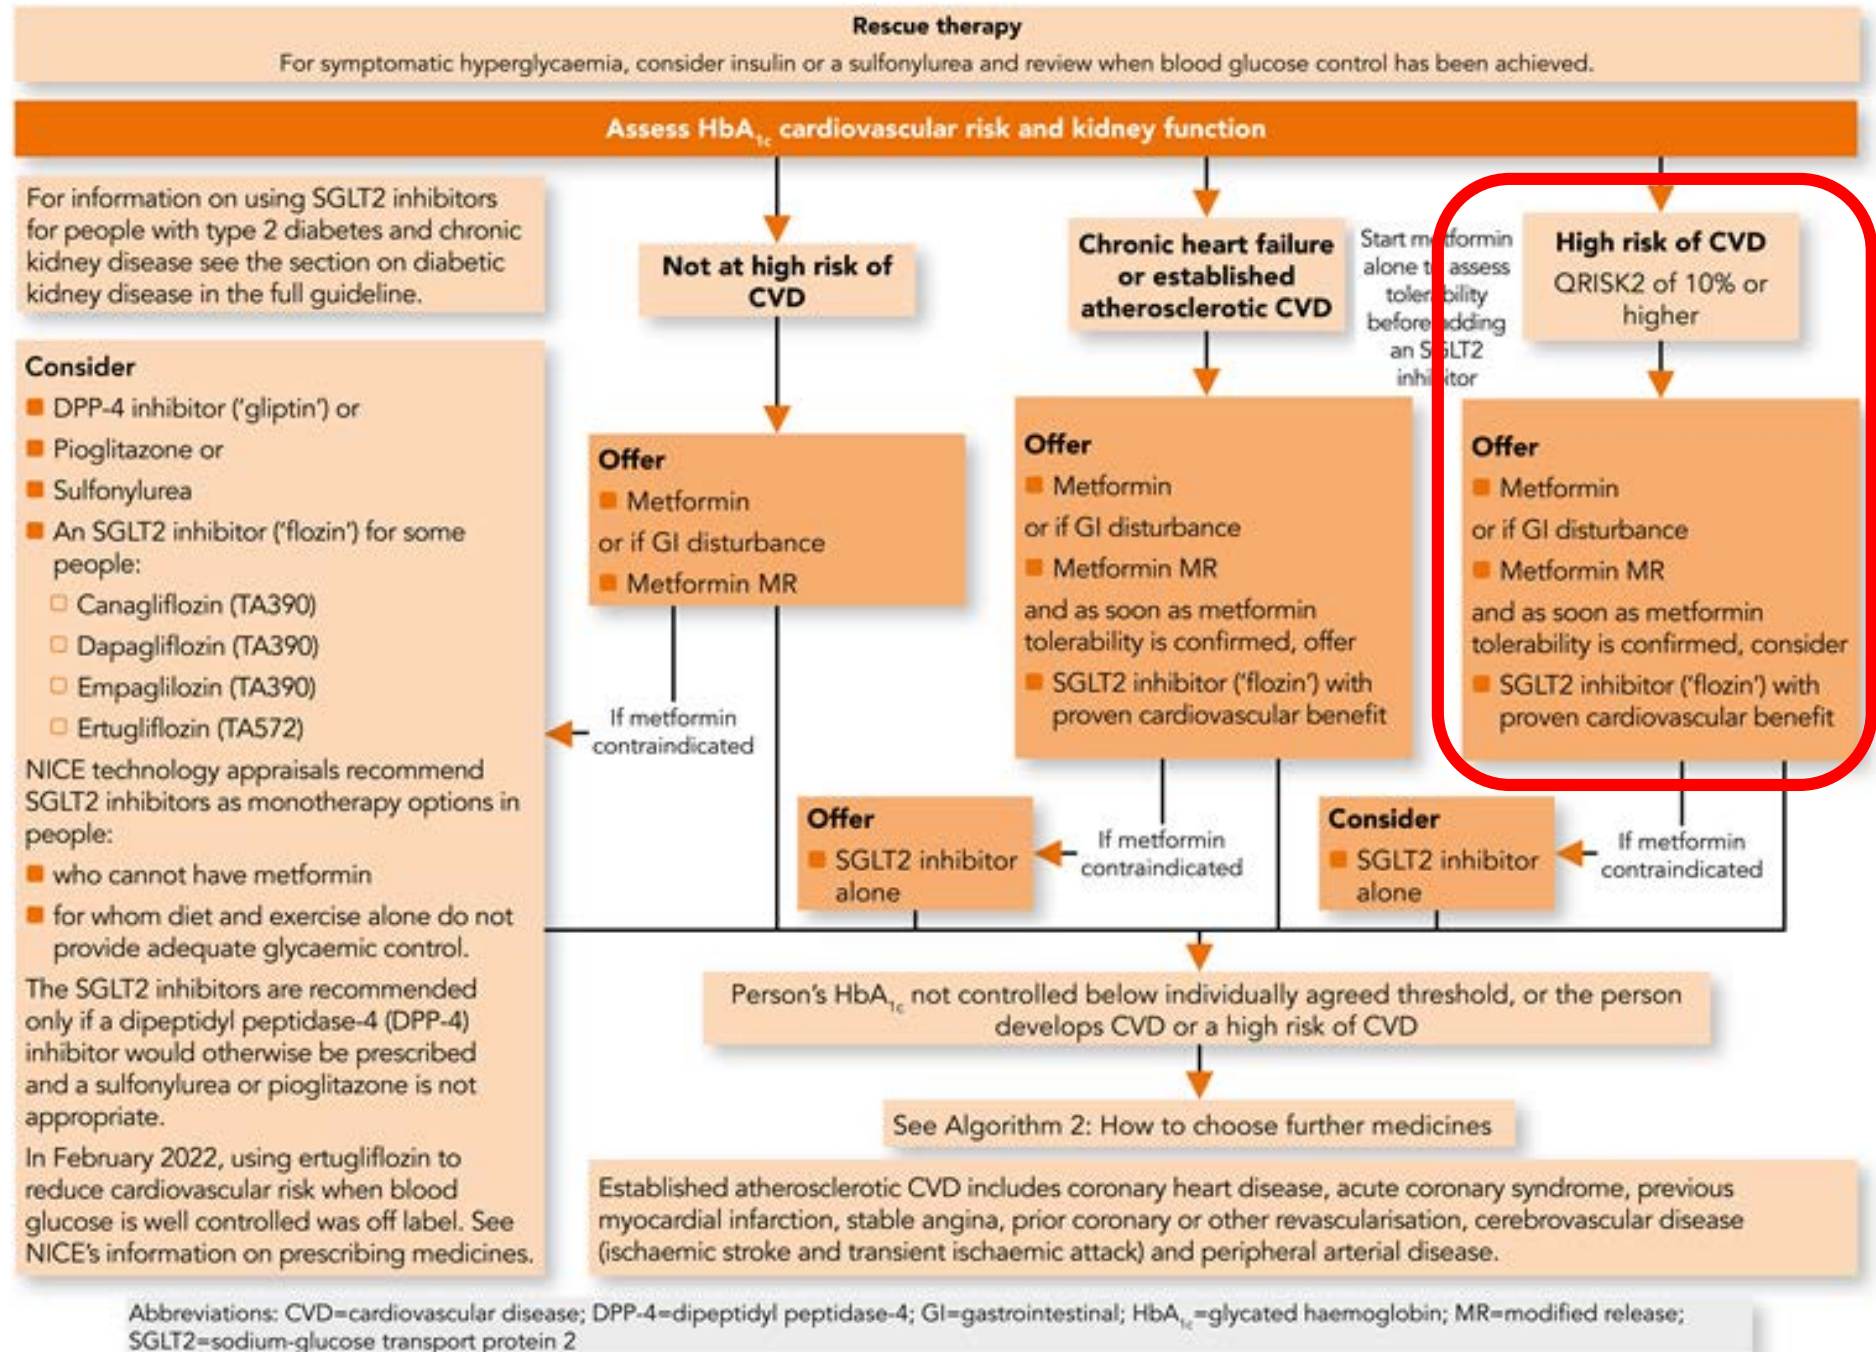 Rescue therapy
For symptomatic hyperglycaemia, consider insulin or a sulfonylurea and review when blood glucose control has been achieved.
Assess HbA1c cardiovascular risk and kidney function
For information on using SGLT2 inhibitors
for people with type 2 diabetes and chronic
kidney disease see the section on diabetic
kidney disease in the full guideline.
Consider
DPP-4 inhibitor ('gliptin') or
Pioglitazone or
Sulfonylurea
An SGLT2 inhibitor ('flozin') for some
people:
Canagliflozin (TA390)
Dapagliflozin (TA390)
Empaglilozin (TA390)
Ertugliflozin (TA572)
NICE technology appraisals recommend
SGLT2 inhibitors as monotherapy options in
people:
who cannot have metformin
for whom diet and exercise alone do not
provide adequate glycaemic control.
The SGLT2 inhibitors are recommended
only if a dipeptidyl peptidase-4 (DPP-4)
inhibitor would otherwise be prescribed
and a sulfonylurea or pioglitazone is not
appropriate.
In February 2022, using ertugliflozin to
reduce cardiovascular risk when blood
glucose is well controlled was off label. See
NICE's information on prescribing medicines.
Not at high risk of
CVD
Offer
Metformin
or if GI disturbance
Metformin MR
If metformin
contraindicated
Chronic heart failure
or established
atherosclerotic CVD
Start metformin
alone to assess
tolerability
before adding
an SGLT2
inhibitor
Offer
Metformin
or if GI disturbance
Metformin MR
and as soon as metformin
tolerability is confirmed, offer
SGLT2 inhibitor ('flozin') with
proven cardiovascular benefit
Offer
SGLT2 inhibitor
alone
If metformin
contraindicated
High risk of CVD
QRISK2 of 10% or
higher
Offer
Metformin
or if GI disturbance
Metformin MR
and as soon as metformin
tolerability is confirmed, consider
SGLT2 inhibitor ('flozin') with
proven cardiovascular benefit
Consider
SGLT2 inhibitor
alone
If metformin
contraindicated
Person's HbA1c not controlled below individually agreed threshold, or the person
develops CVD or a high risk of CVD
See Algorithm 2: How to choose further medicines
Established atherosclerotic CVD includes coronary heart disease, acute coronary syndrome, previous
myocardial infarction, stable angina, prior coronary or other revascularisation, cerebrovascular disease
(ischaemic stroke and transient ischaemic attack) and peripheral arterial disease.
Abbreviations: CVD=cardiovascular disease; DPP-4=dipeptidyl peptidase-4; GI=gastrointestinal; HbA1c=glycated haemoglobin; MR=modified release;
SGLT2=sodium-glucose transport protein 2